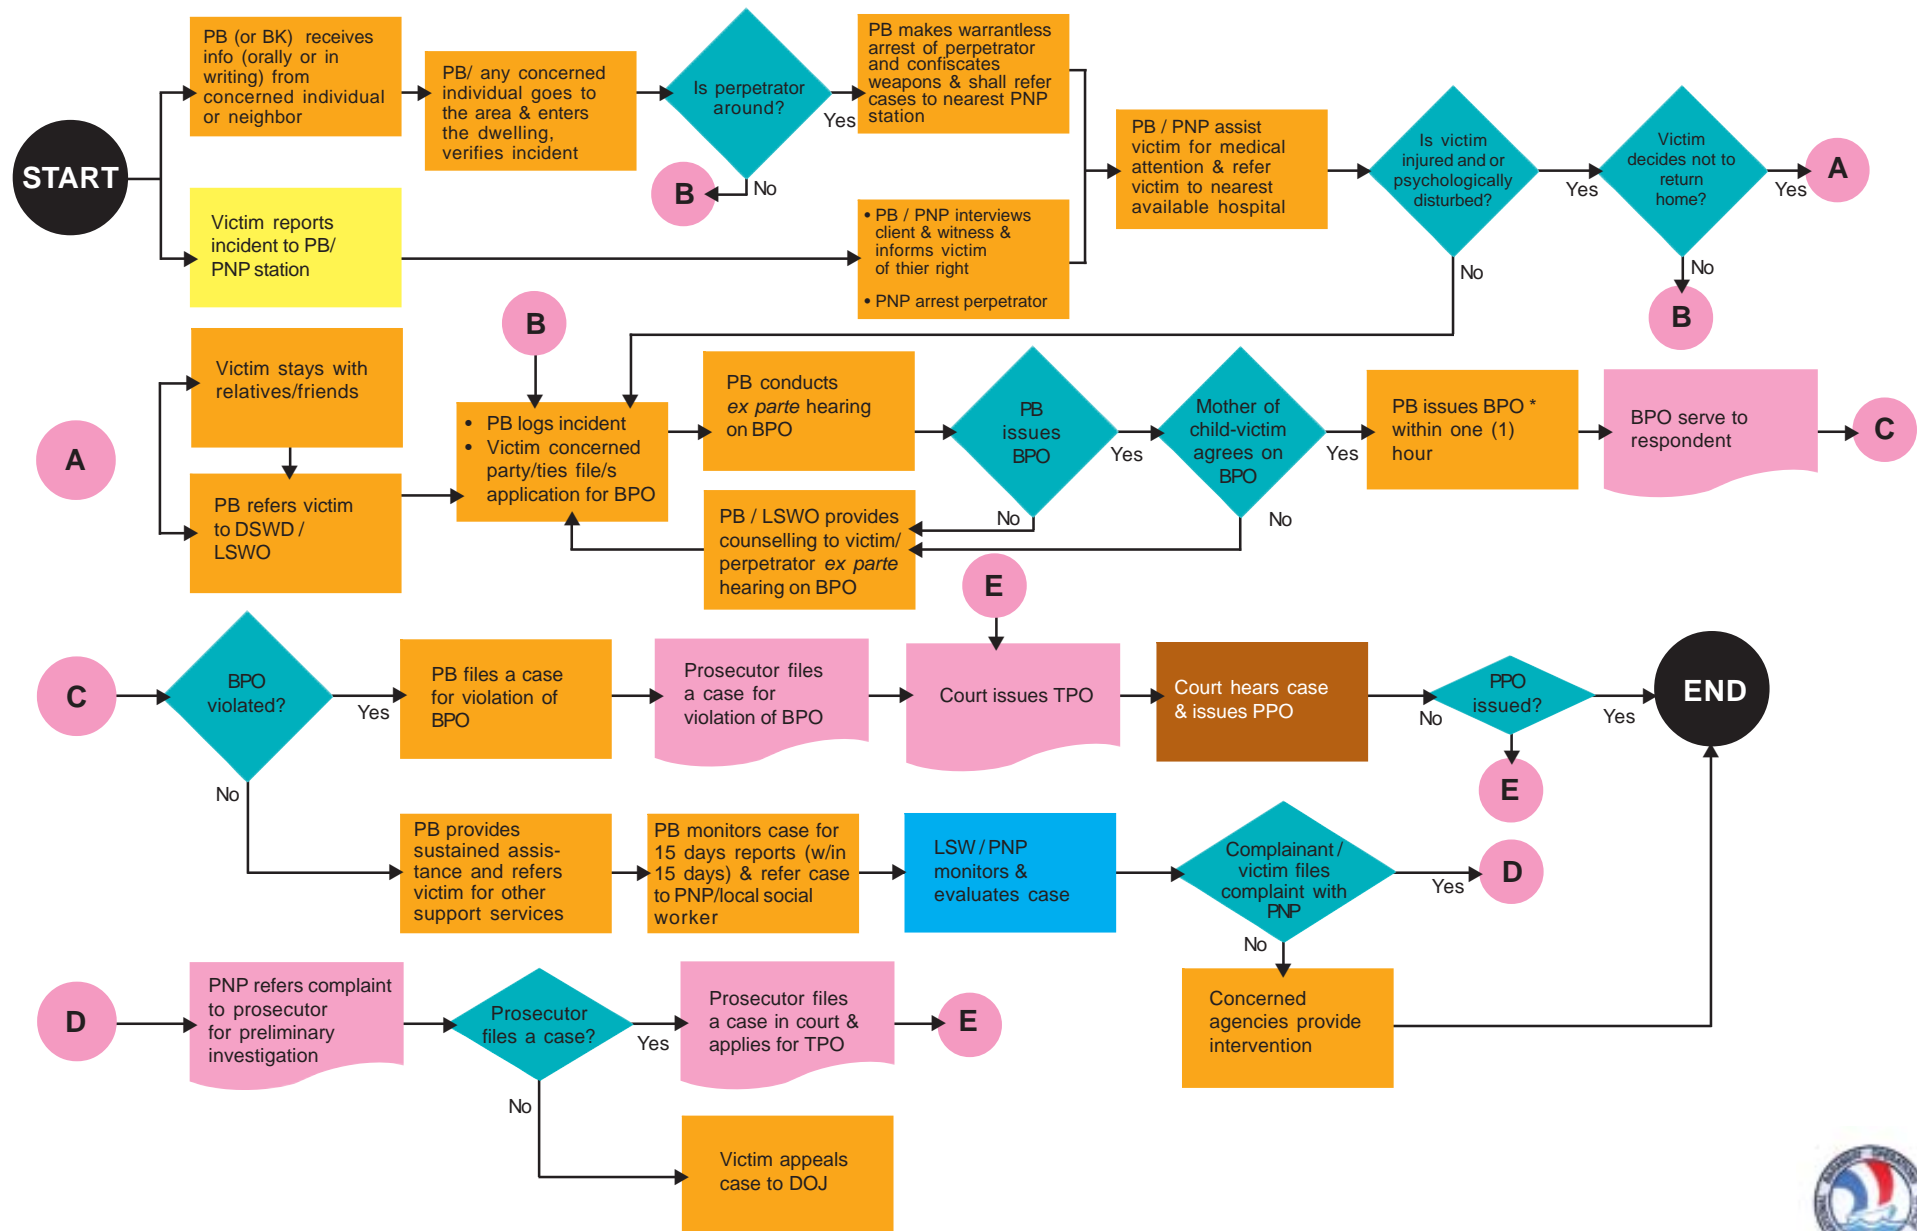 START
PB (or BK) receives
info (orally or in
writing) from
concerned individual
or neighbor
PB/ any concerned
individual goes to
the area & enters
the dwelling,
verifies incident
Is perpetrator
around?
Yes
No
B
PB makes warrantless
arrest of perpetrator
and confiscates
weapons & shall refer
cases to nearest PNP
station
Victim reports
incident to PB/
PNP station
• PB / PNP interviews
client & witness &
informs victim
of thier right
• PNP arrest perpetrator
PB / PNP assist
victim for medical
attention & refer
victim to nearest
available hospital
Is victim
injured and or
psychologically
disturbed?
Yes
No
Victim
decides not to
return
home?
Yes
A
No
B
A
Victim stays with
relatives/friends
PB refers victim
to DSWD /
LSWO
B
• PB logs incident
• Victim concerned
party/ties file/s
application for BPO
PB conducts
ex parte hearing
on BPO
PB
issues
BPO
Yes
No
Mother of
child-victim
agrees on
BPO
Yes
No
PB issues BPO *
within one (1)
hour
BPO serve to
respondent
C
PB / LSWO provides
counselling to victim/
perpetrator ex parte
hearing on BPO
E
C
BPO
violated?
Yes
No
PB files a case
for violation of
BPO
Prosecutor files
a case for
violation of BPO
Court issues TPO
Court hears case
& issues PPO
No
PPO
issued?
Yes
END
E
PB provides
sustained assis-
tance and refers
victim for other
support services
PB monitors case for
15 days reports (w/in
15 days) & refer case
to PNP/local social
worker
LSW / PNP
monitors &
evaluates case
Complainant /
victim files
complaint with
PNP
Yes
D
No
Concerned
agencies provide
intervention
D
PNP refers complaint
to prosecutor
for preliminary
investigation
Prosecutor
files a case?
Yes
No
Prosecutor files
a case in court &
applies for TPO
E
Victim appeals
case to DOJ